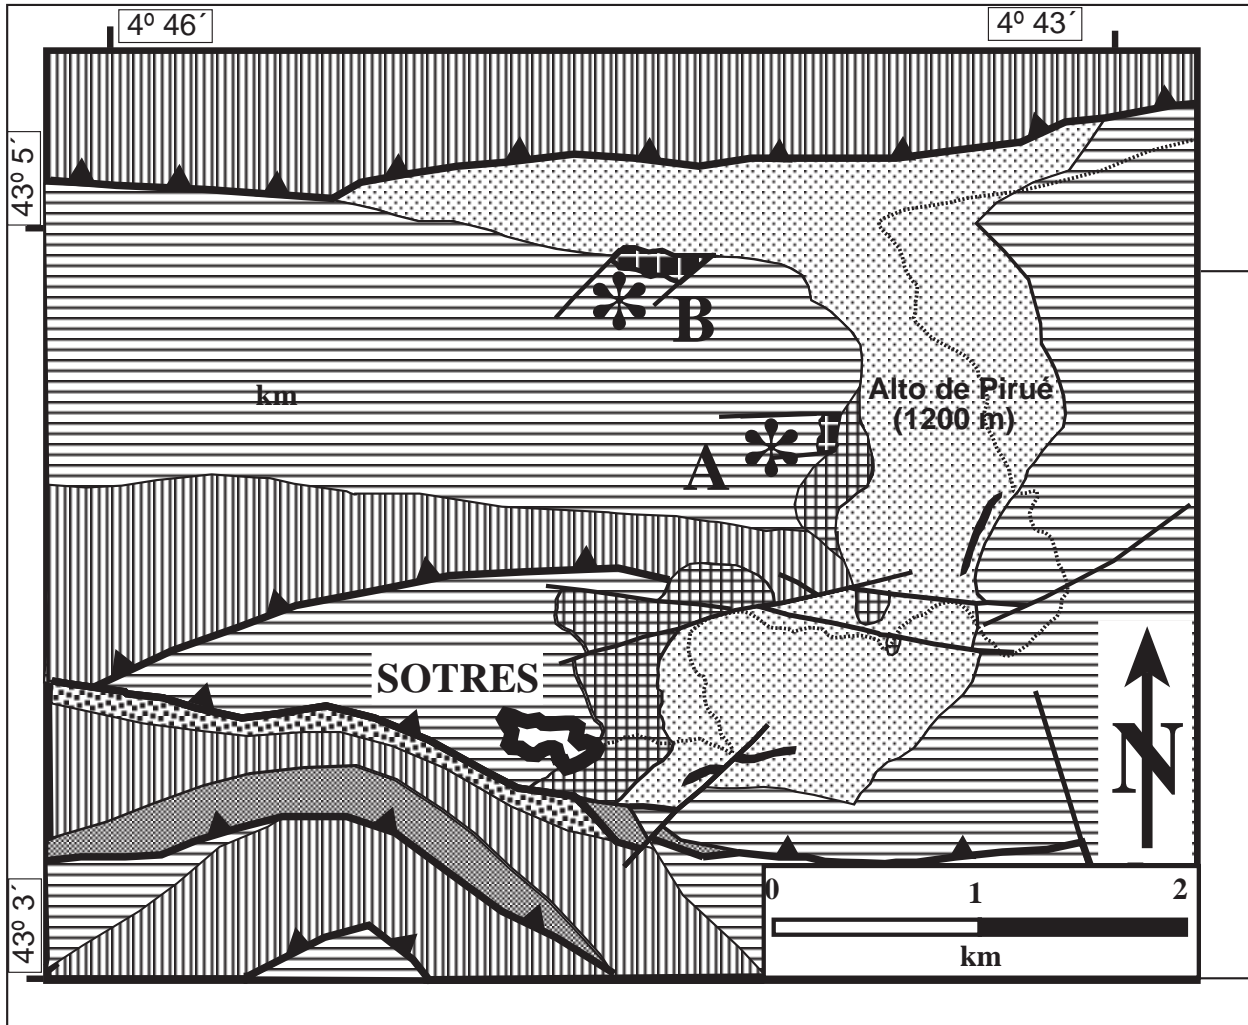 4º 46´
4º 43´
43º 5´
B
km
Alto de Pirué
(1200 m)
A
SOTRES
N
43º 3´
0
1
2
km